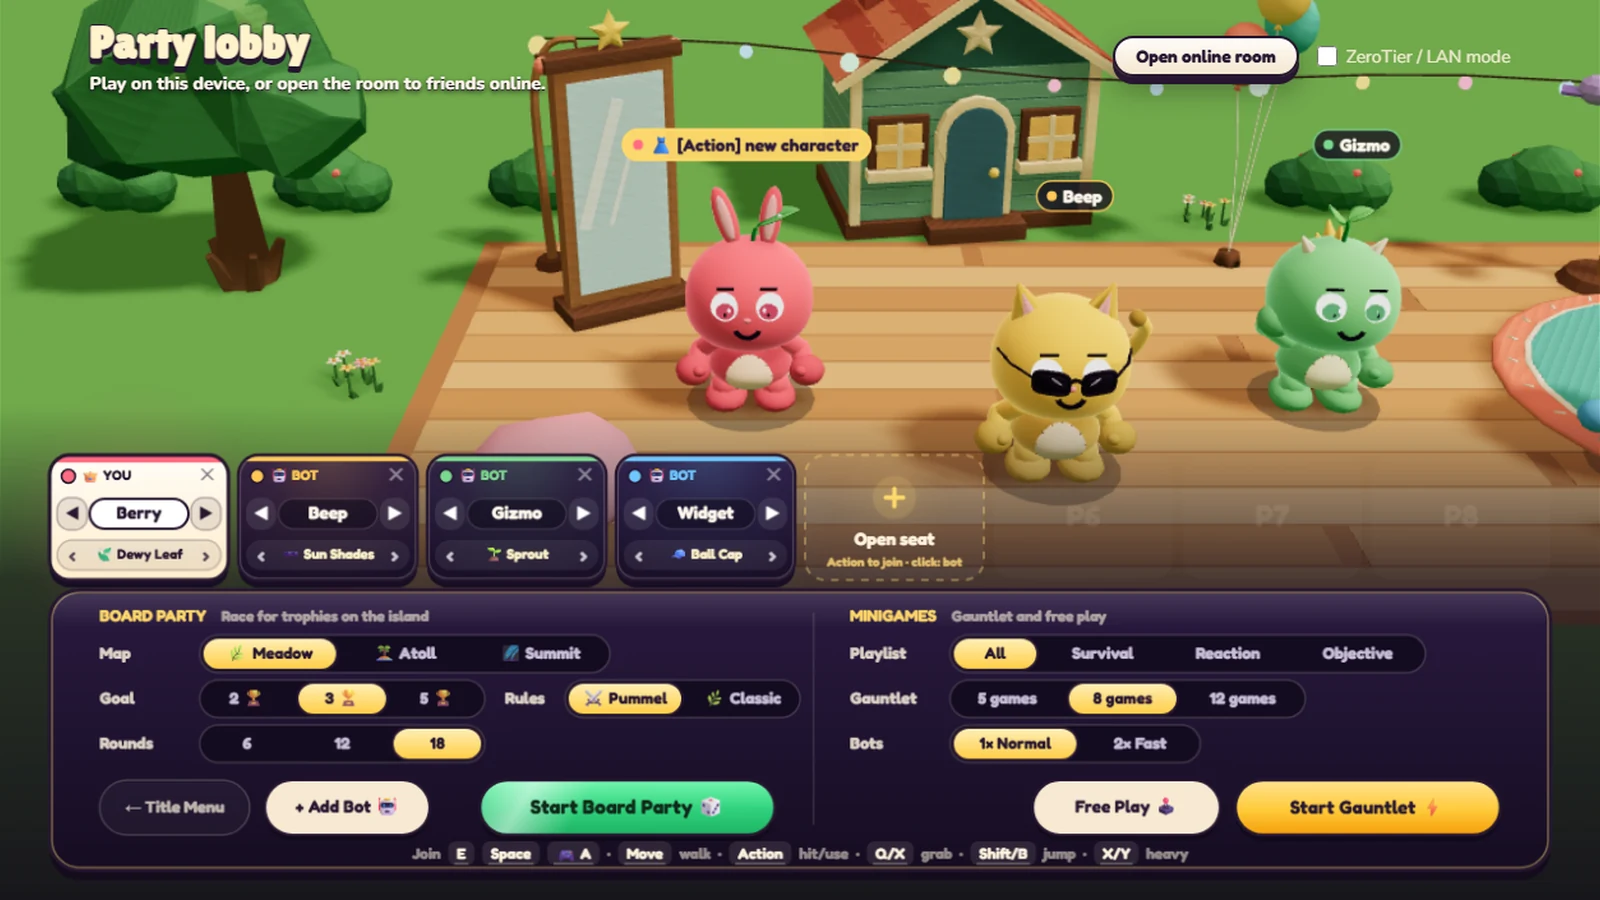 Party lobby
Play on this device, or open the room to friends online.
Open online room
ZeroTier / LAN mode
[Action] new character
Gizmo
Beep
YOU
Berry
Dewy Leaf
BOT
Beep
Sun Shades
BOT
Gizmo
Sprout
BOT
Widget
Ball Cap
+
Open seat
Action to join · click: bot
P6
P7
P8
BOARD PARTY Race for trophies on the island
Map Meadow Atoll Summit
Goal 2 3 5 Rules Pummel Classic
Rounds 6 12 18
← Title Menu
+ Add Bot
Start Board Party
MINIGAMES Gauntlet and free play
Playlist All Survival Reaction Objective
Gauntlet 5 games 8 games 12 games
Bots 1x Normal 2x Fast
Free Play
Start Gauntlet
Join E Space A · Move walk · Action hit/use · Q/X grab · Shift/B jump · X/Y heavy